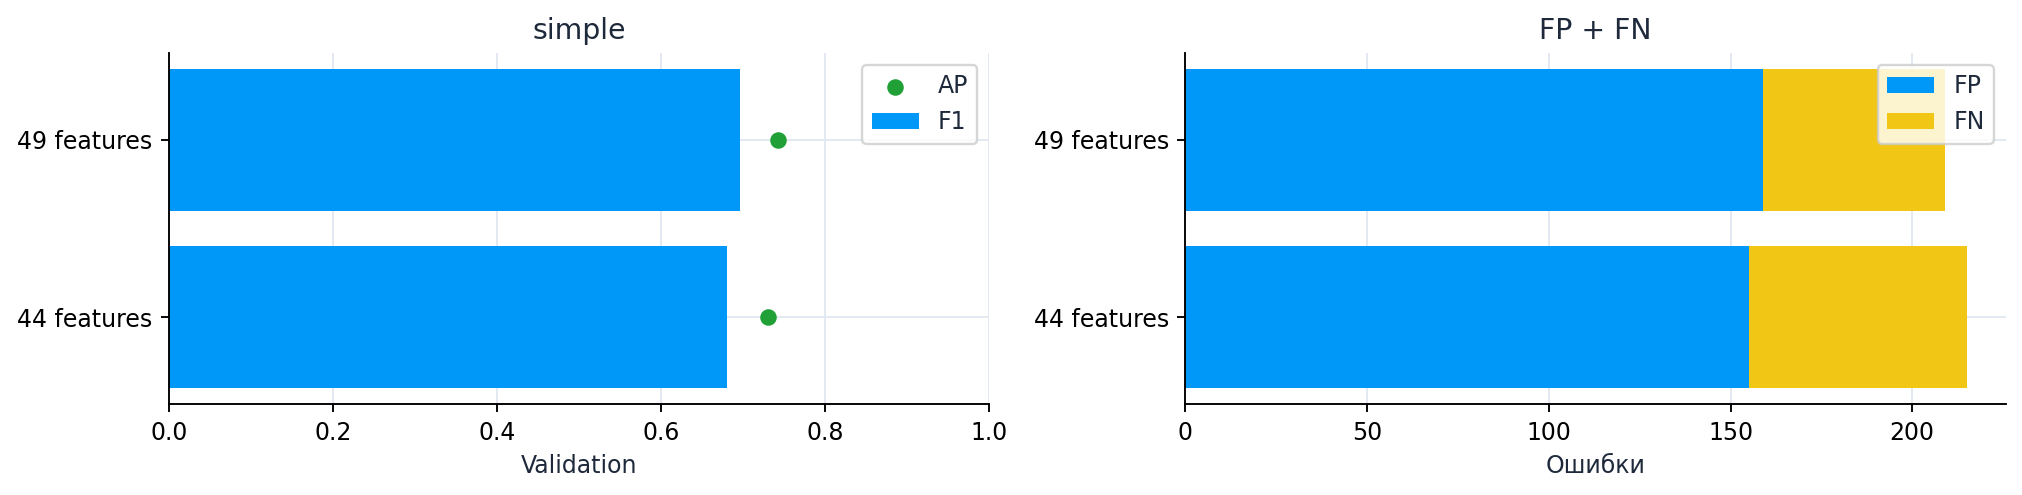 simple
AP
F1
49 features
44 features
0.0 0.2 0.4 0.6 0.8 1.0
Validation
FP + FN
FP
FN
49 features
44 features
0 50 100 150 200
Ошибки